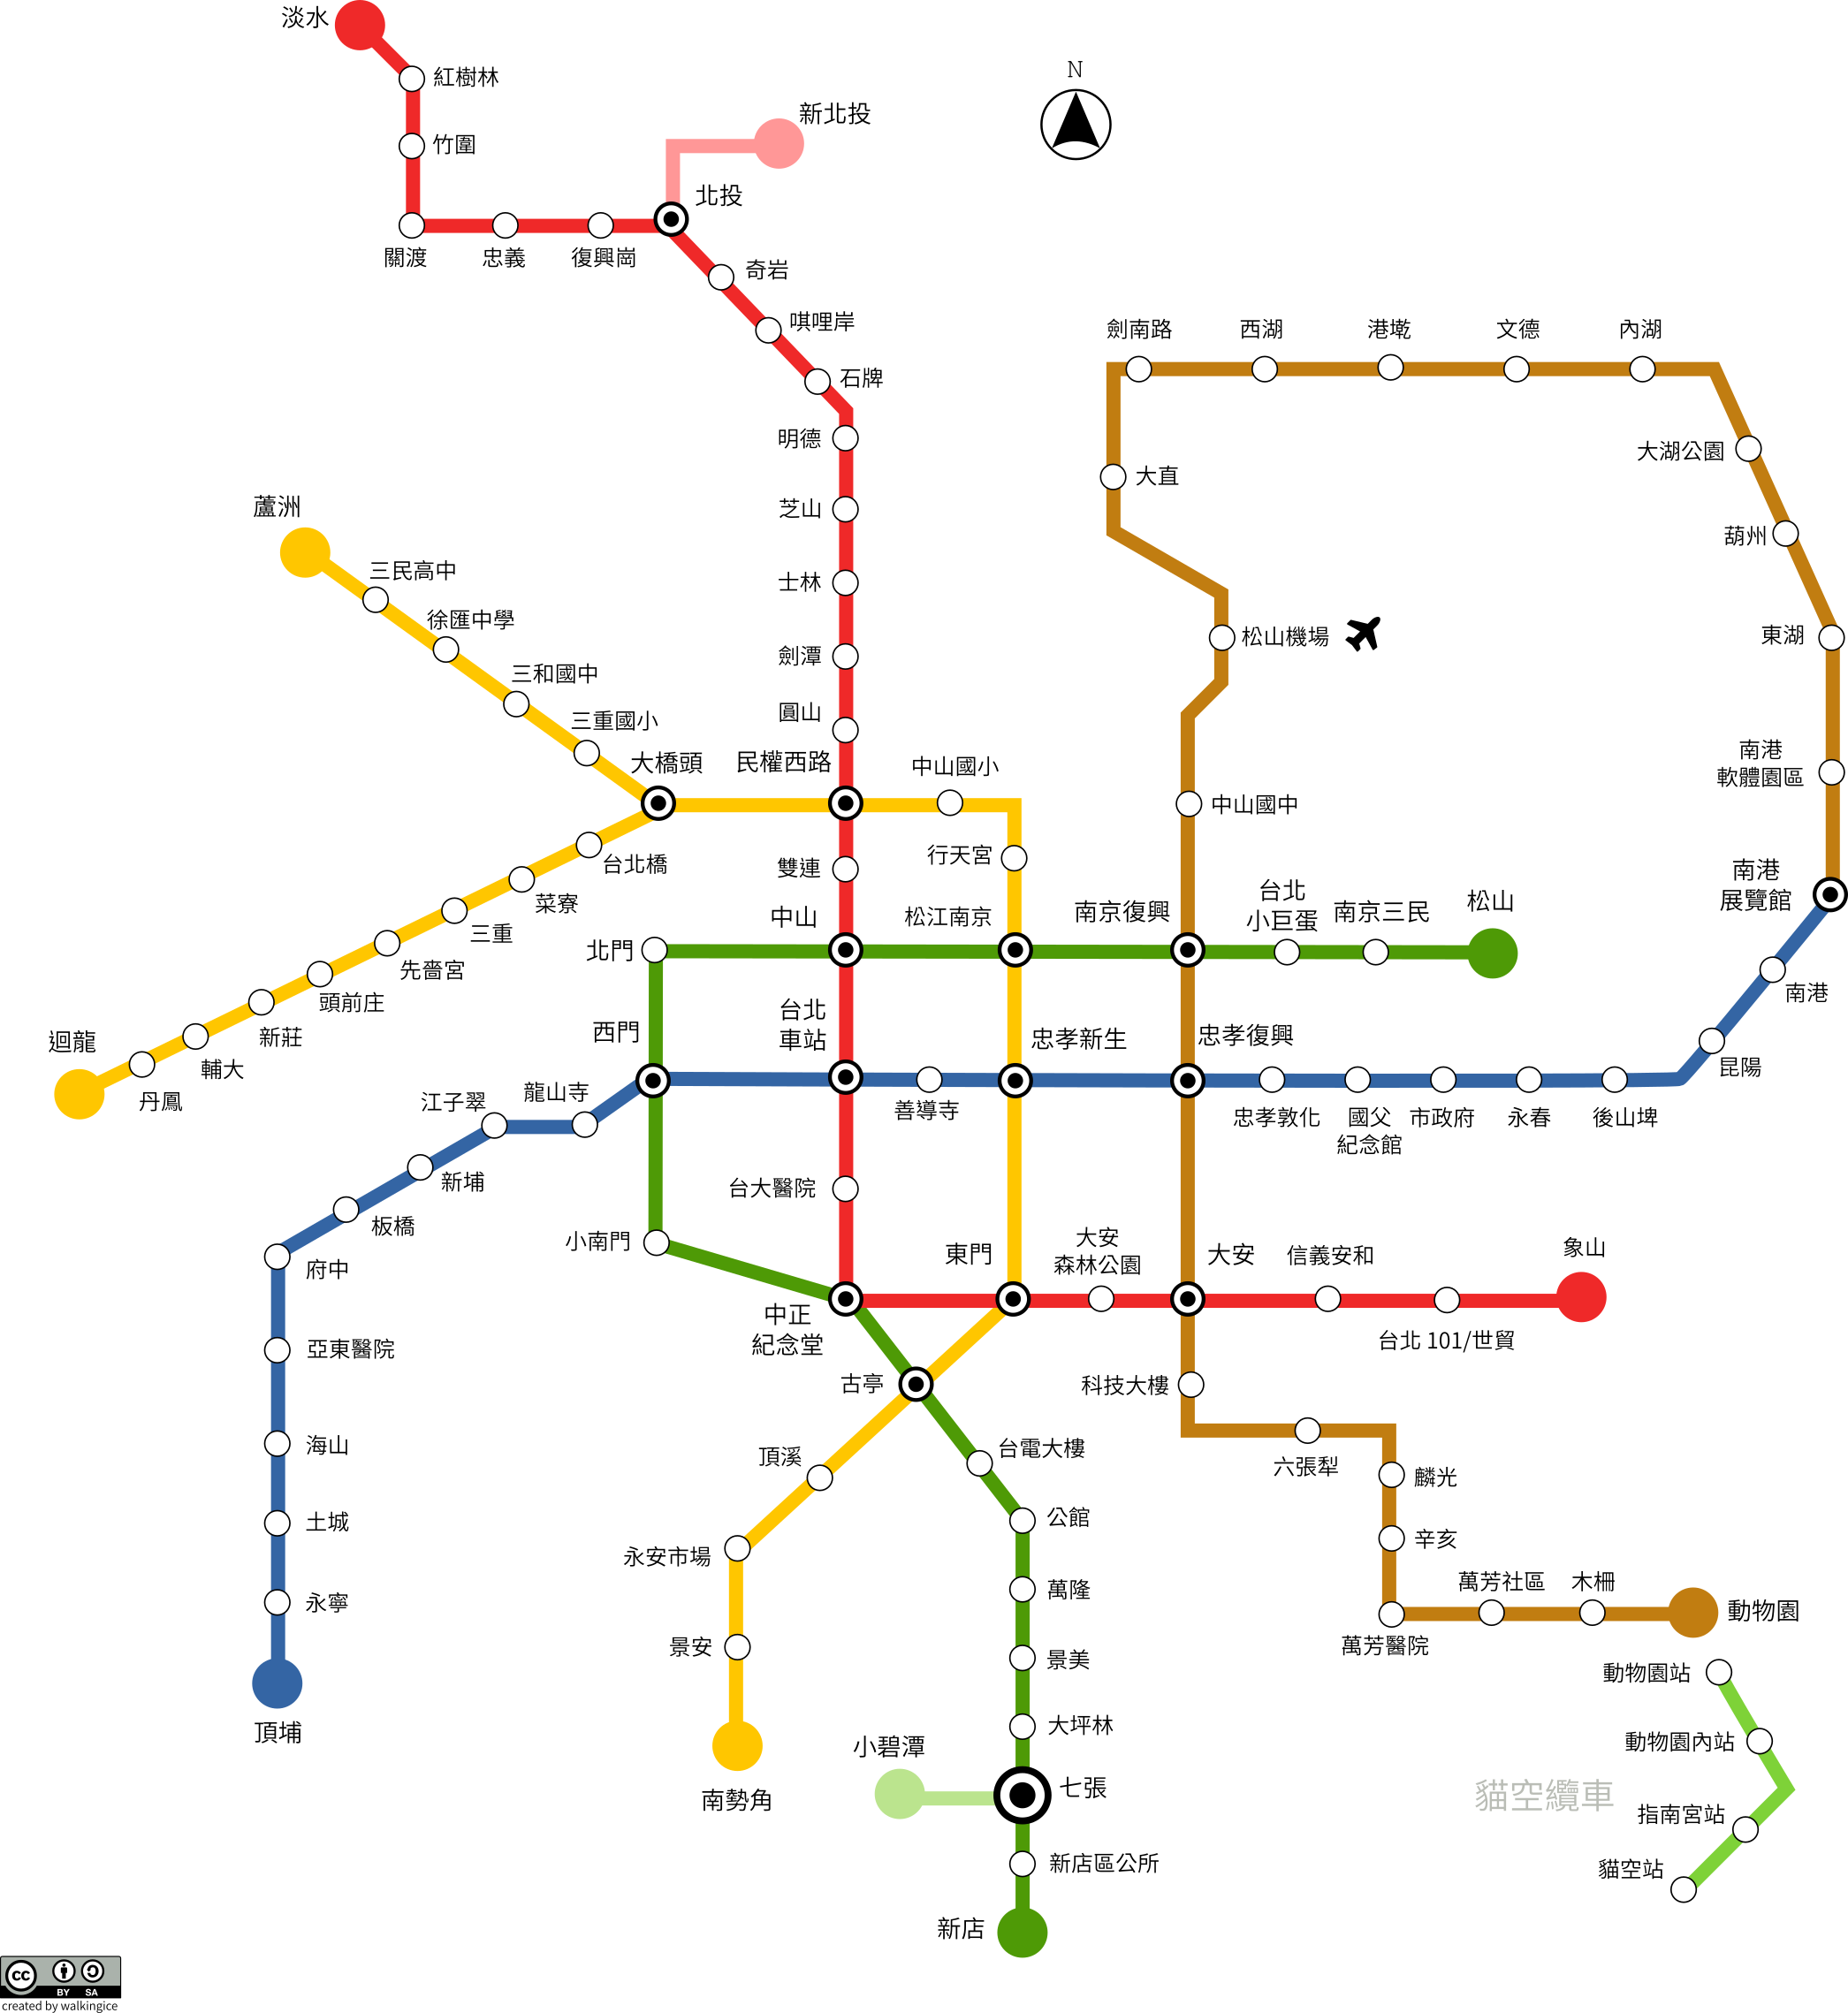 淡水
N
紅樹林
新北投
竹圍
北投
關渡
忠義
復興崗
奇岩
唭哩岸
石牌
劍南路
西湖
港墘
文德
內湖
明德
大湖公園
大直
蘆洲
芝山
葫州
三民高中
士林
徐匯中學
松山機場
東湖
劍潭
三和國中
圓山
三重國小
大橋頭
民權西路
中山國小
南港
軟體園區
中山國中
台北橋
雙連
行天宮
南港
展覽館
菜寮
中山
松江南京
南京復興
台北
小巨蛋
南京三民
松山
三重
北門
先嗇宮
南港
頭前庄
新莊
迴龍
西門
台北
車站
忠孝新生
忠孝復興
輔大
昆陽
丹鳳
江子翠
龍山寺
善導寺
忠孝敦化
國父
紀念館
市政府
永春
後山埤
新埔
台大醫院
板橋
小南門
東門
大安
森林公園
大安
信義安和
象山
府中
中正
紀念堂
台北 101/世貿
亞東醫院
古亭
科技大樓
海山
頂溪
台電大樓
六張犁
麟光
土城
公館
辛亥
永安市場
永寧
萬隆
萬芳社區
木柵
動物園
景安
景美
萬芳醫院
動物園站
頂埔
大坪林
動物園內站
小碧潭
七張
南勢角
貓空纜車
指南宮站
新店區公所
貓空站
新店
cc
BY SA
created by walkingice